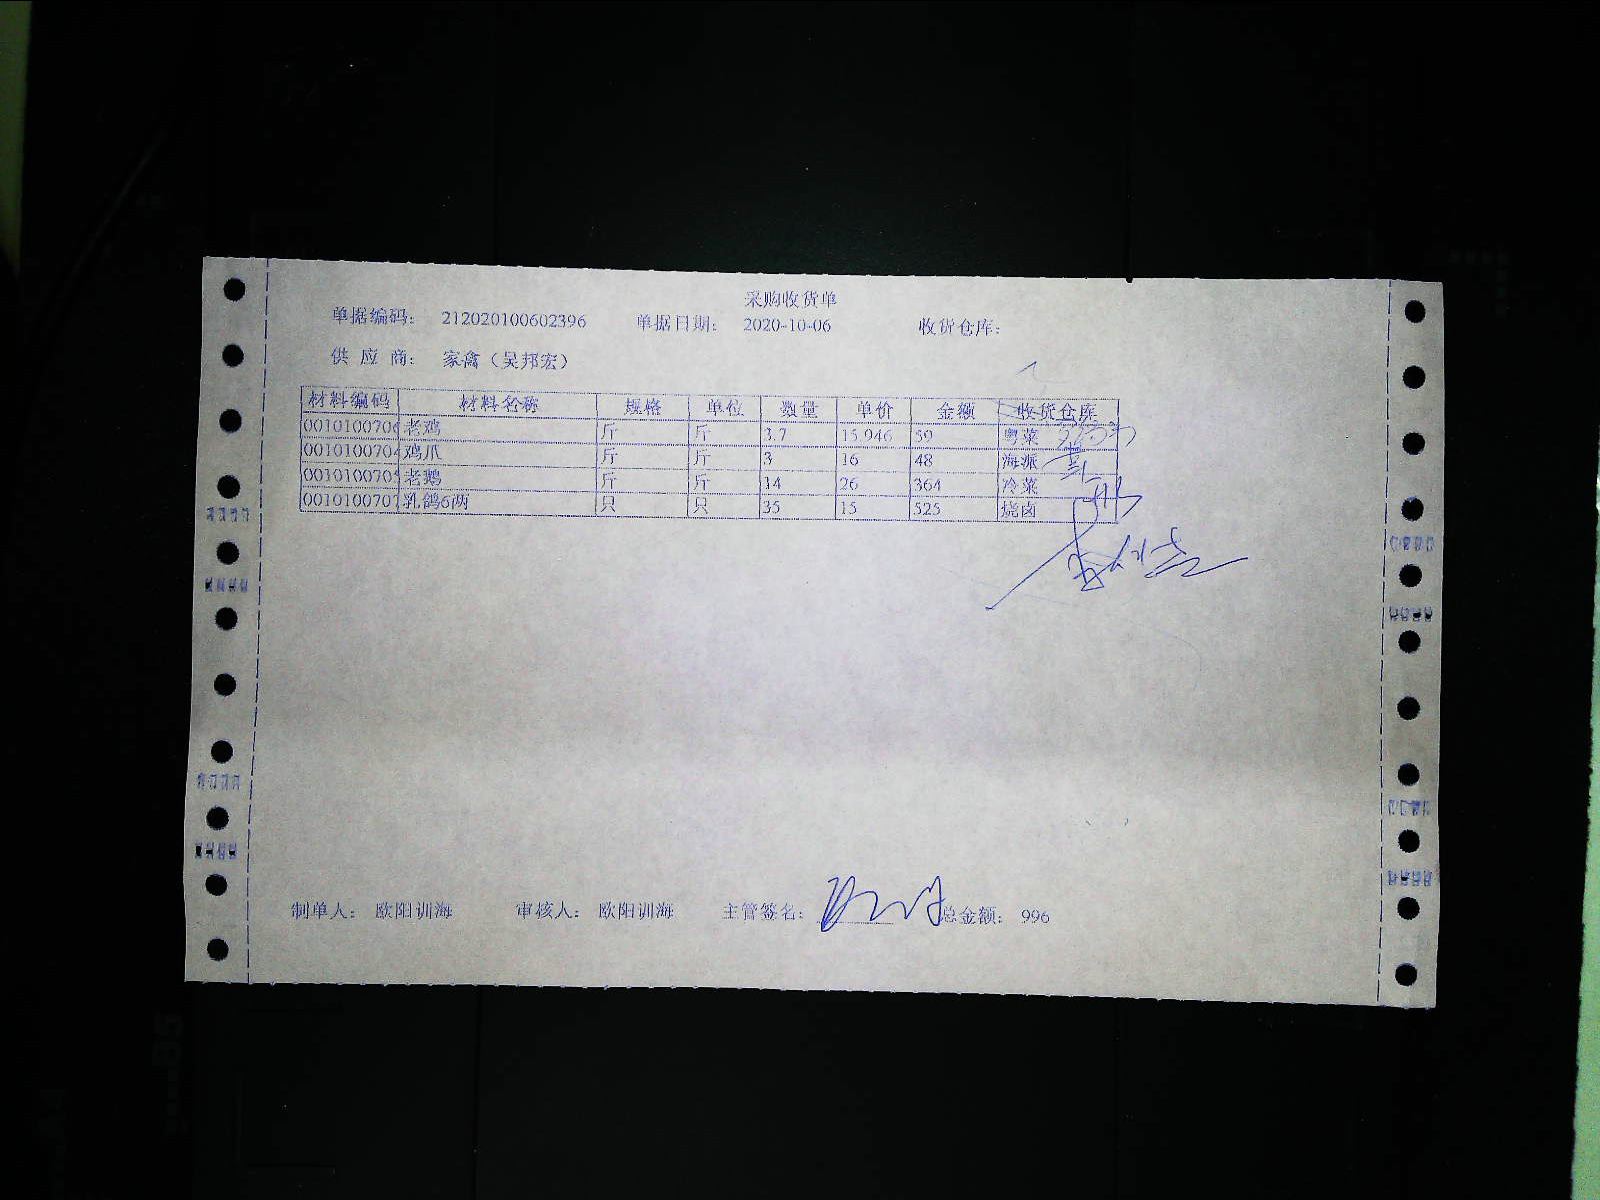 采购收货单
单据编码: 212020100602396 单据日期: 2020-10-06 收货仓库:
供 应 商: 家禽（吴邦宏）
材料编码 材料名称 规格 单位 数量 单价 金额 收货仓库
0010100706 老鸡 斤 斤 3.7 15.946 59 粤菜
0010100704 鸡爪 斤 斤 3 16 48 海派
0010100705 老鹅 斤 斤 14 26 364 冷菜
0010100707 乳鸽6两 只 只 35 15 525 烧卤
制单人: 欧阳训海 审核人: 欧阳训海 主管签名: 总金额: 996